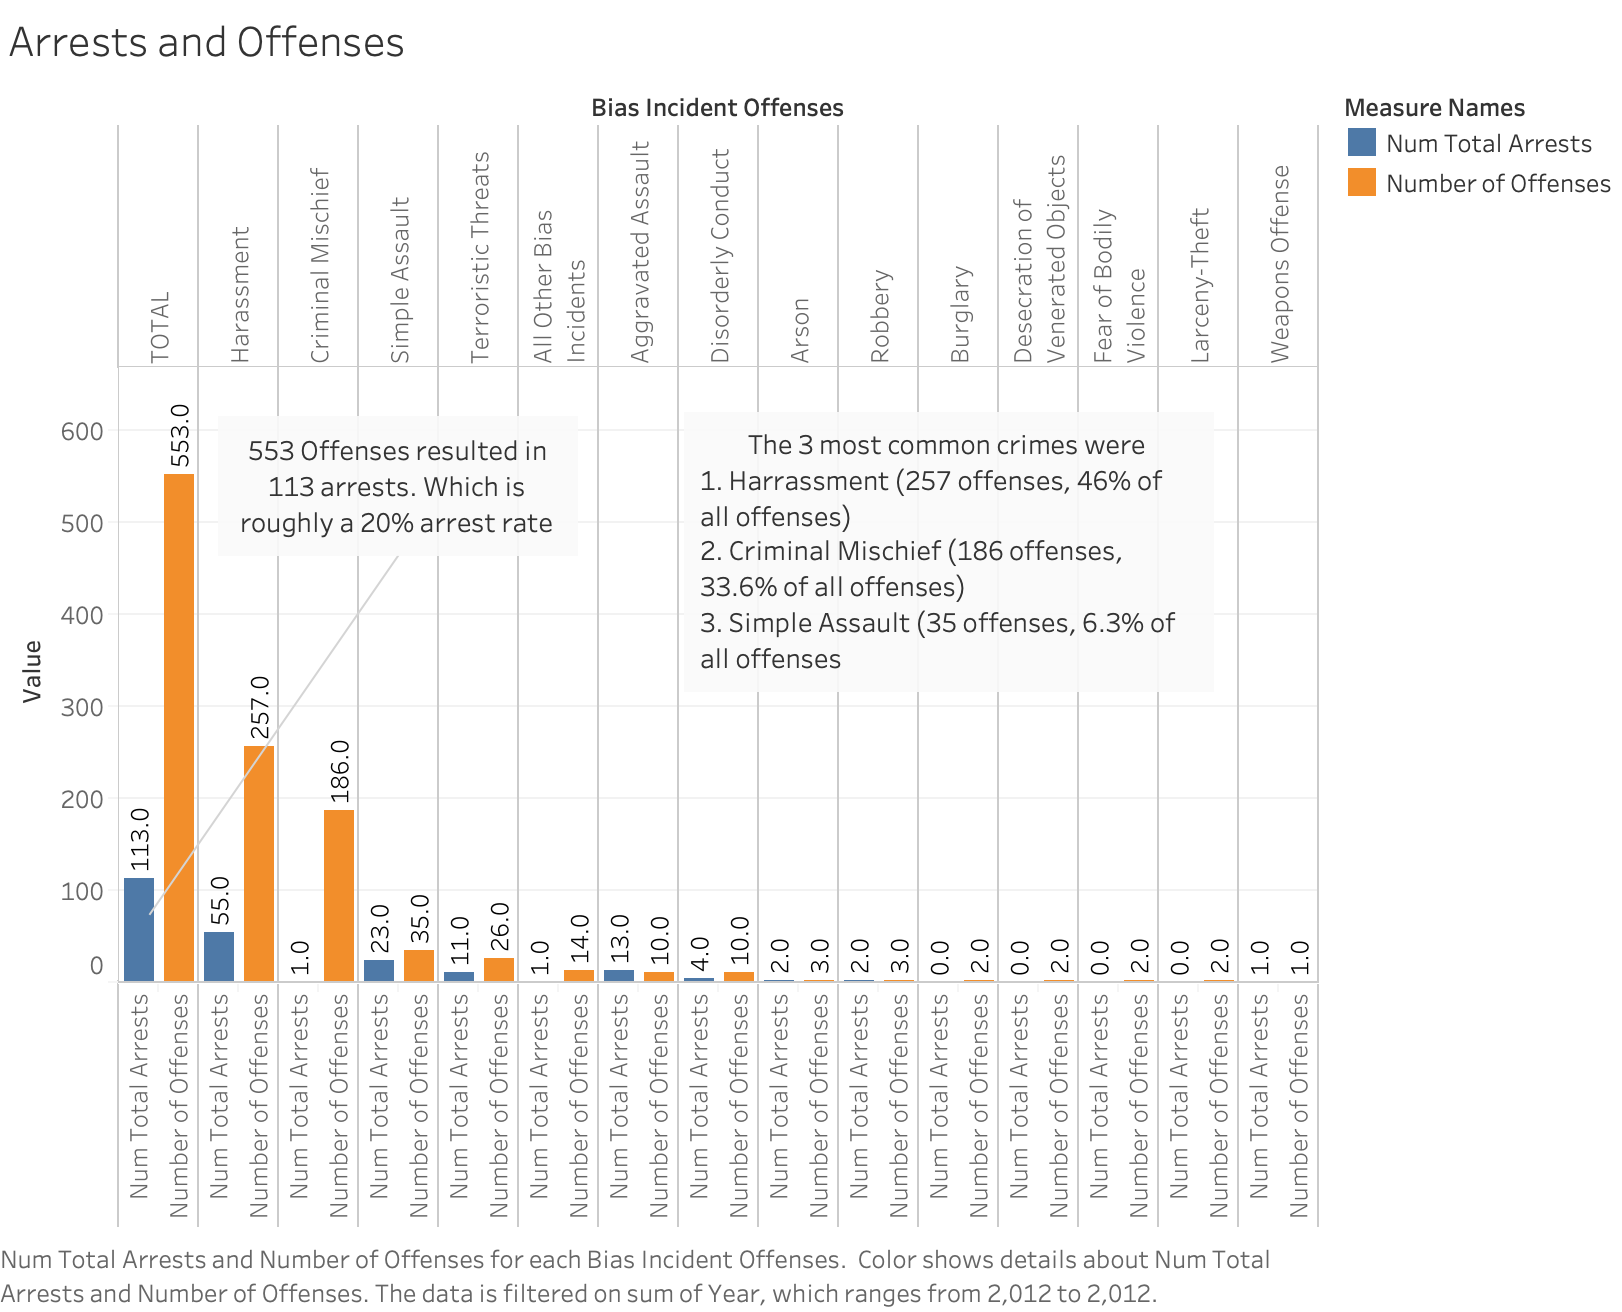 Arrests and Offenses
Bias Incident Offenses
Measure Names
Num Total Arrests
Number of Offenses
TOTAL
Harassment
Criminal Mischief
Simple Assault
Terroristic Threats
All Other Bias
Incidents
Aggravated Assault
Disorderly Conduct
Arson
Robbery
Burglary
Desecration of
Venerated Objects
Fear of Bodily
Violence
Larceny-Theft
Weapons Offense
553 Offenses resulted in
113 arrests. Which is
roughly a 20% arrest rate
The 3 most common crimes were
1. Harrassment (257 offenses, 46% of
all offenses)
2. Criminal Mischief (186 offenses,
33.6% of all offenses)
3. Simple Assault (35 offenses, 6.3% of
all offenses
Value
600
500
400
300
200
100
0
113.0
553.0
55.0
257.0
1.0
186.0
23.0
35.0
11.0
26.0
1.0
14.0
13.0
10.0
4.0
10.0
2.0
3.0
2.0
3.0
0.0
2.0
0.0
2.0
0.0
2.0
0.0
2.0
1.0
1.0
Num Total Arrests
Number of Offenses
Num Total Arrests
Number of Offenses
Num Total Arrests
Number of Offenses
Num Total Arrests
Number of Offenses
Num Total Arrests
Number of Offenses
Num Total Arrests
Number of Offenses
Num Total Arrests
Number of Offenses
Num Total Arrests
Number of Offenses
Num Total Arrests
Number of Offenses
Num Total Arrests
Number of Offenses
Num Total Arrests
Number of Offenses
Num Total Arrests
Number of Offenses
Num Total Arrests
Number of Offenses
Num Total Arrests
Number of Offenses
Num Total Arrests
Number of Offenses
Num Total Arrests and Number of Offenses for each Bias Incident Offenses.  Color shows details about Num Total
Arrests and Number of Offenses. The data is filtered on sum of Year, which ranges from 2,012 to 2,012.